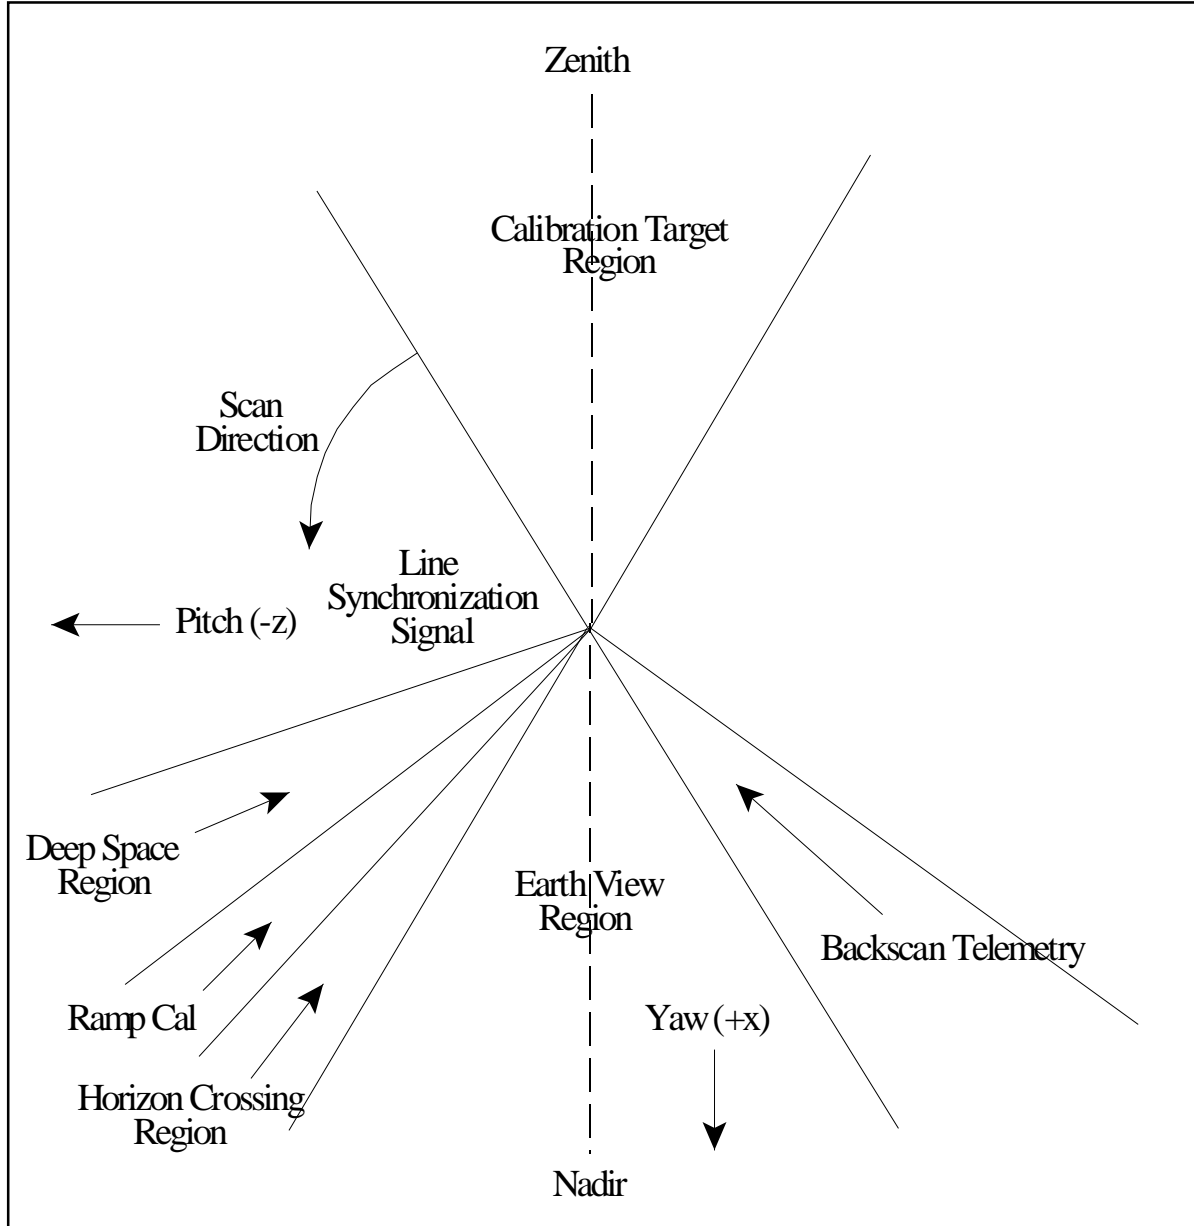 Zenith
Calibration Target
Region
Scan
Direction
Line
Synchronization
Signal
Pitch (-z)
Deep Space
Region
Earth View
Region
Backscan Telemetry
Ramp Cal
Yaw (+x)
Horizon Crossing
Region
Nadir